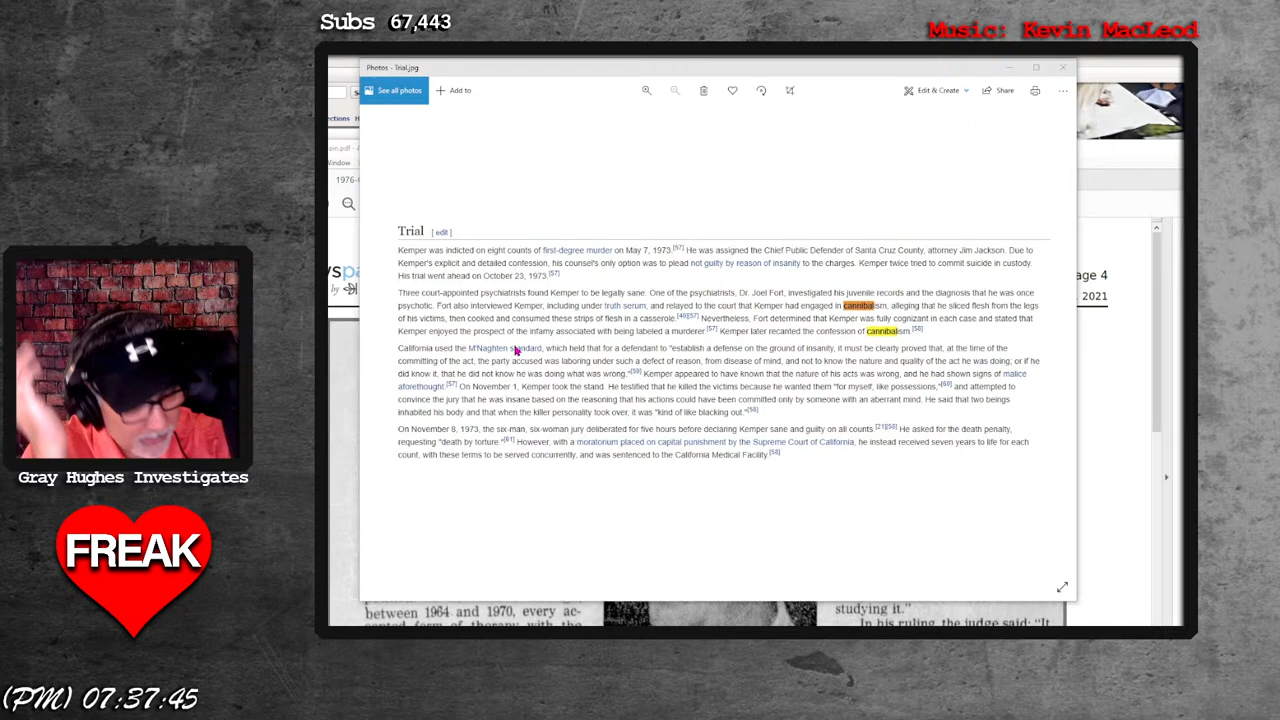 Subs 67,443
Music: Kevin MacLeod
Photos - Trial.jpg
See all photos
Add to
Edit & Create
Share
1976-
Window
ections
age 4
2021
wspa
by
Trial [ edit ]
Kemper was indicted on eight counts of first-degree murder on May 7, 1973.[57] He was assigned the Chief Public Defender of Santa Cruz County, attorney Jim Jackson. Due to
Kemper's explicit and detailed confession, his counsel's only option was to plead not guilty by reason of insanity to the charges. Kemper twice tried to commit suicide in custody.
His trial went ahead on October 23, 1973.[57]
Three court-appointed psychiatrists found Kemper to be legally sane. One of the psychiatrists, Dr. Joel Fort, investigated his juvenile records and the diagnosis that he was once
psychotic. Fort also interviewed Kemper, including under truth serum, and relayed to the court that Kemper had engaged in cannibalism, alleging that he sliced flesh from the legs
of his victims, then cooked and consumed these strips of flesh in a casserole.[48][57] Nevertheless, Fort determined that Kemper was fully cognizant in each case and stated that
Kemper enjoyed the prospect of the infamy associated with being labeled a murderer.[57] Kemper later recanted the confession of cannibalism.[58]
California used the M'Naghten standard, which held that for a defendant to "establish a defense on the ground of insanity, it must be clearly proved that, at the time of the
committing of the act, the party accused was laboring under such a defect of reason, from disease of mind, and not to know the nature and quality of the act he was doing; or if he
did know it, that he did not know he was doing what was wrong."[59] Kemper appeared to have known that the nature of his acts was wrong, and he had shown signs of malice
aforethought.[57] On November 1, Kemper took the stand. He testified that he killed the victims because he wanted them "for myself, like possessions,"[60] and attempted to
convince the jury that he was insane based on the reasoning that his actions could have been committed only by someone with an aberrant mind. He said that two beings
inhabited his body and that when the killer personality took over, it was "kind of like blacking out."[58]
On November 8, 1973, the six-man, six-woman jury deliberated for five hours before declaring Kemper sane and guilty on all counts.[21][58] He asked for the death penalty,
requesting "death by torture."[61] However, with a moratorium placed on capital punishment by the Supreme Court of California, he instead received seven years to life for each
count, with these terms to be served concurrently, and was sentenced to the California Medical Facility.[58]
between 1964 and 1970, every ac-
studying it."
In his ruling, the judge said: "It
Gray Hughes Investigates
FREAK
(PM) 07:37:45